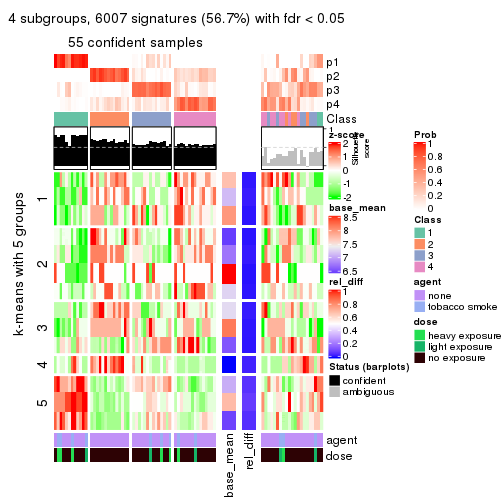 4 subgroups, 6007 signatures (56.7%) with fdr < 0.05
55 confident samples
p1
p2
p3
p4
Class
Silhouette score
k-means with 5 groups
1
2
3
4
5
agent
dose
base_mean
rel_diff
z-score
2
1
0
-1
-2
base_mean
8.5
7.5
6.5
rel_diff
1
0.8
0.6
0.4
0.2
0
Status (barplots)
confident
ambiguous
Prob
1
0.8
0.6
0.4
0.2
0
Class
1
2
3
4
agent
none
tobacco smoke
dose
heavy exposure
light exposure
no exposure